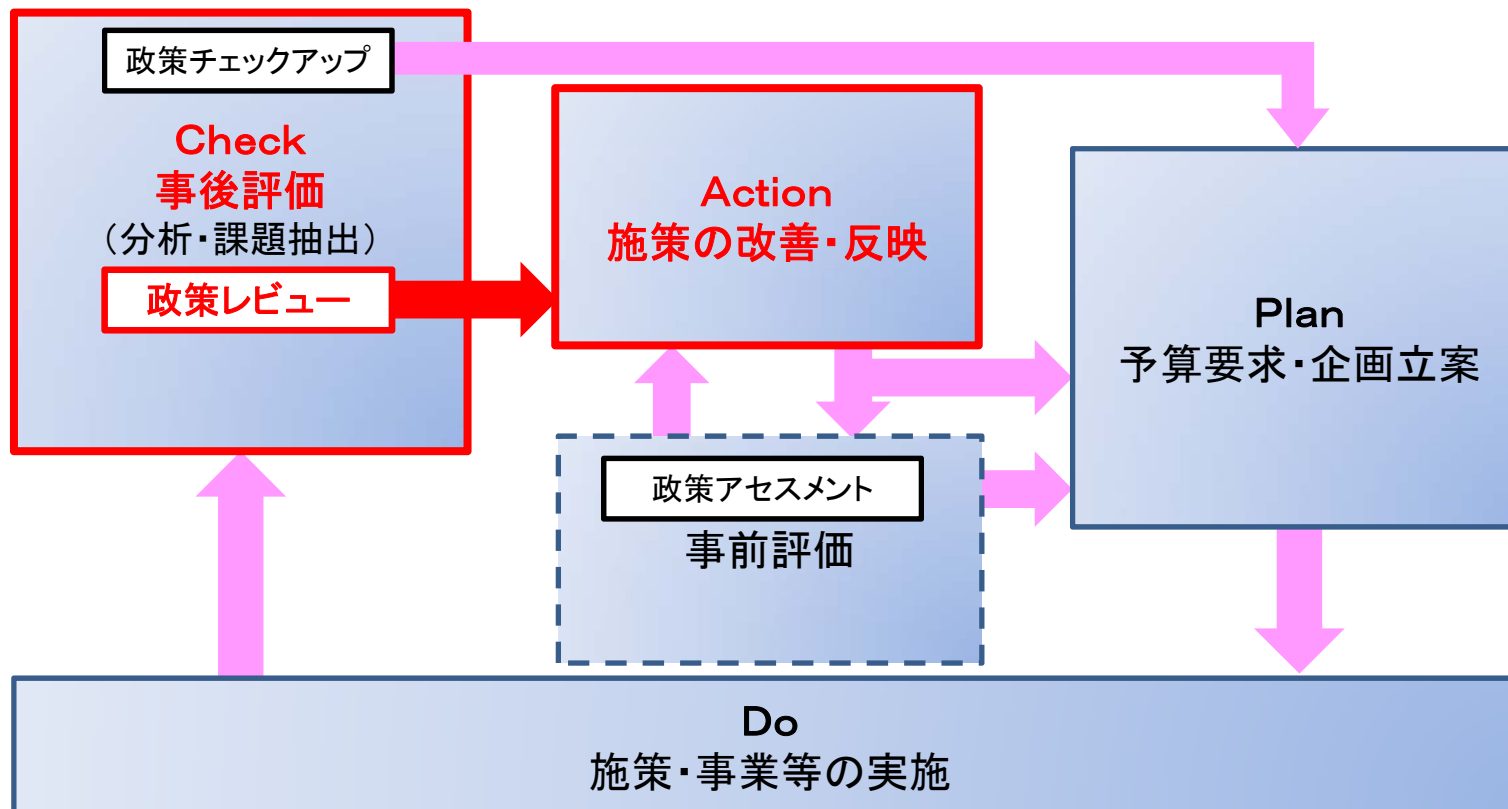 政策チェックアップ
Check
事後評価
（分析・課題抽出）
政策レビュー
Action
施策の改善・反映
Plan
予算要求・企画立案
政策アセスメント
事前評価
Do
施策・事業等の実施